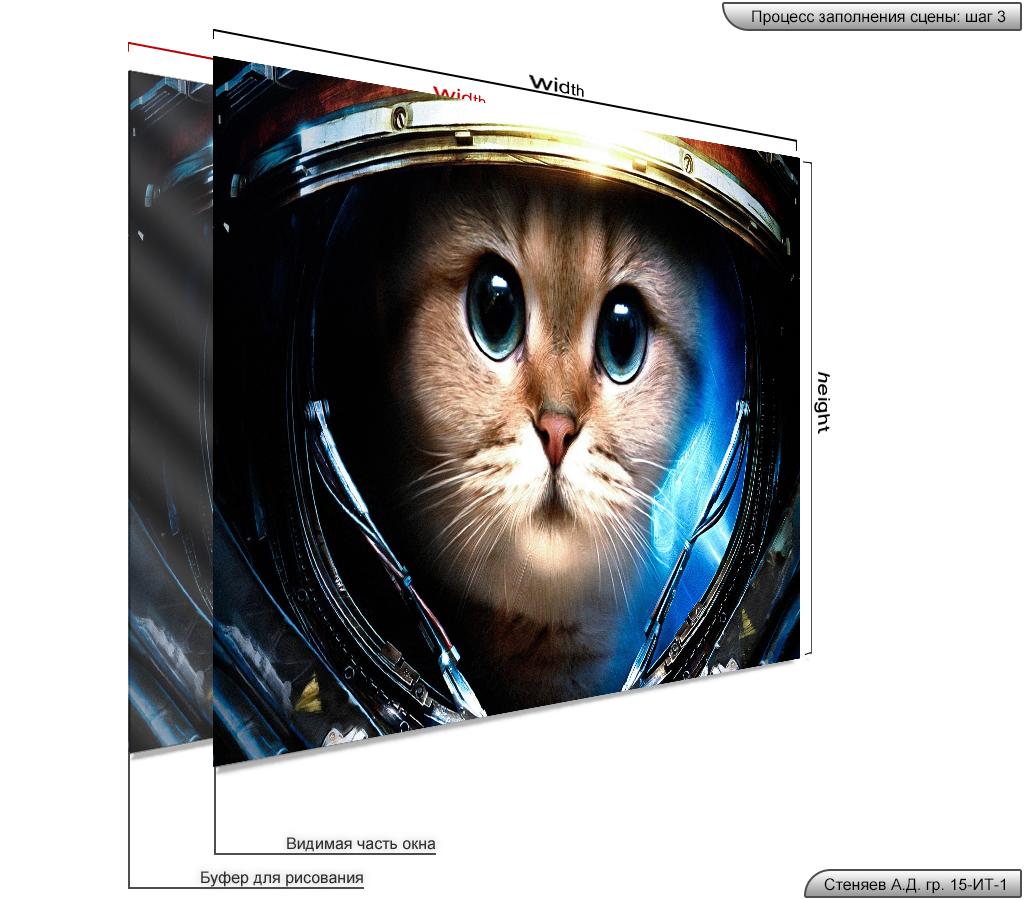 Процесс заполнения сцены: шаг 3
Width
Width
height
Видимая часть окна
Буфер для рисования
Стеняев А.Д. гр. 15-ИТ-1